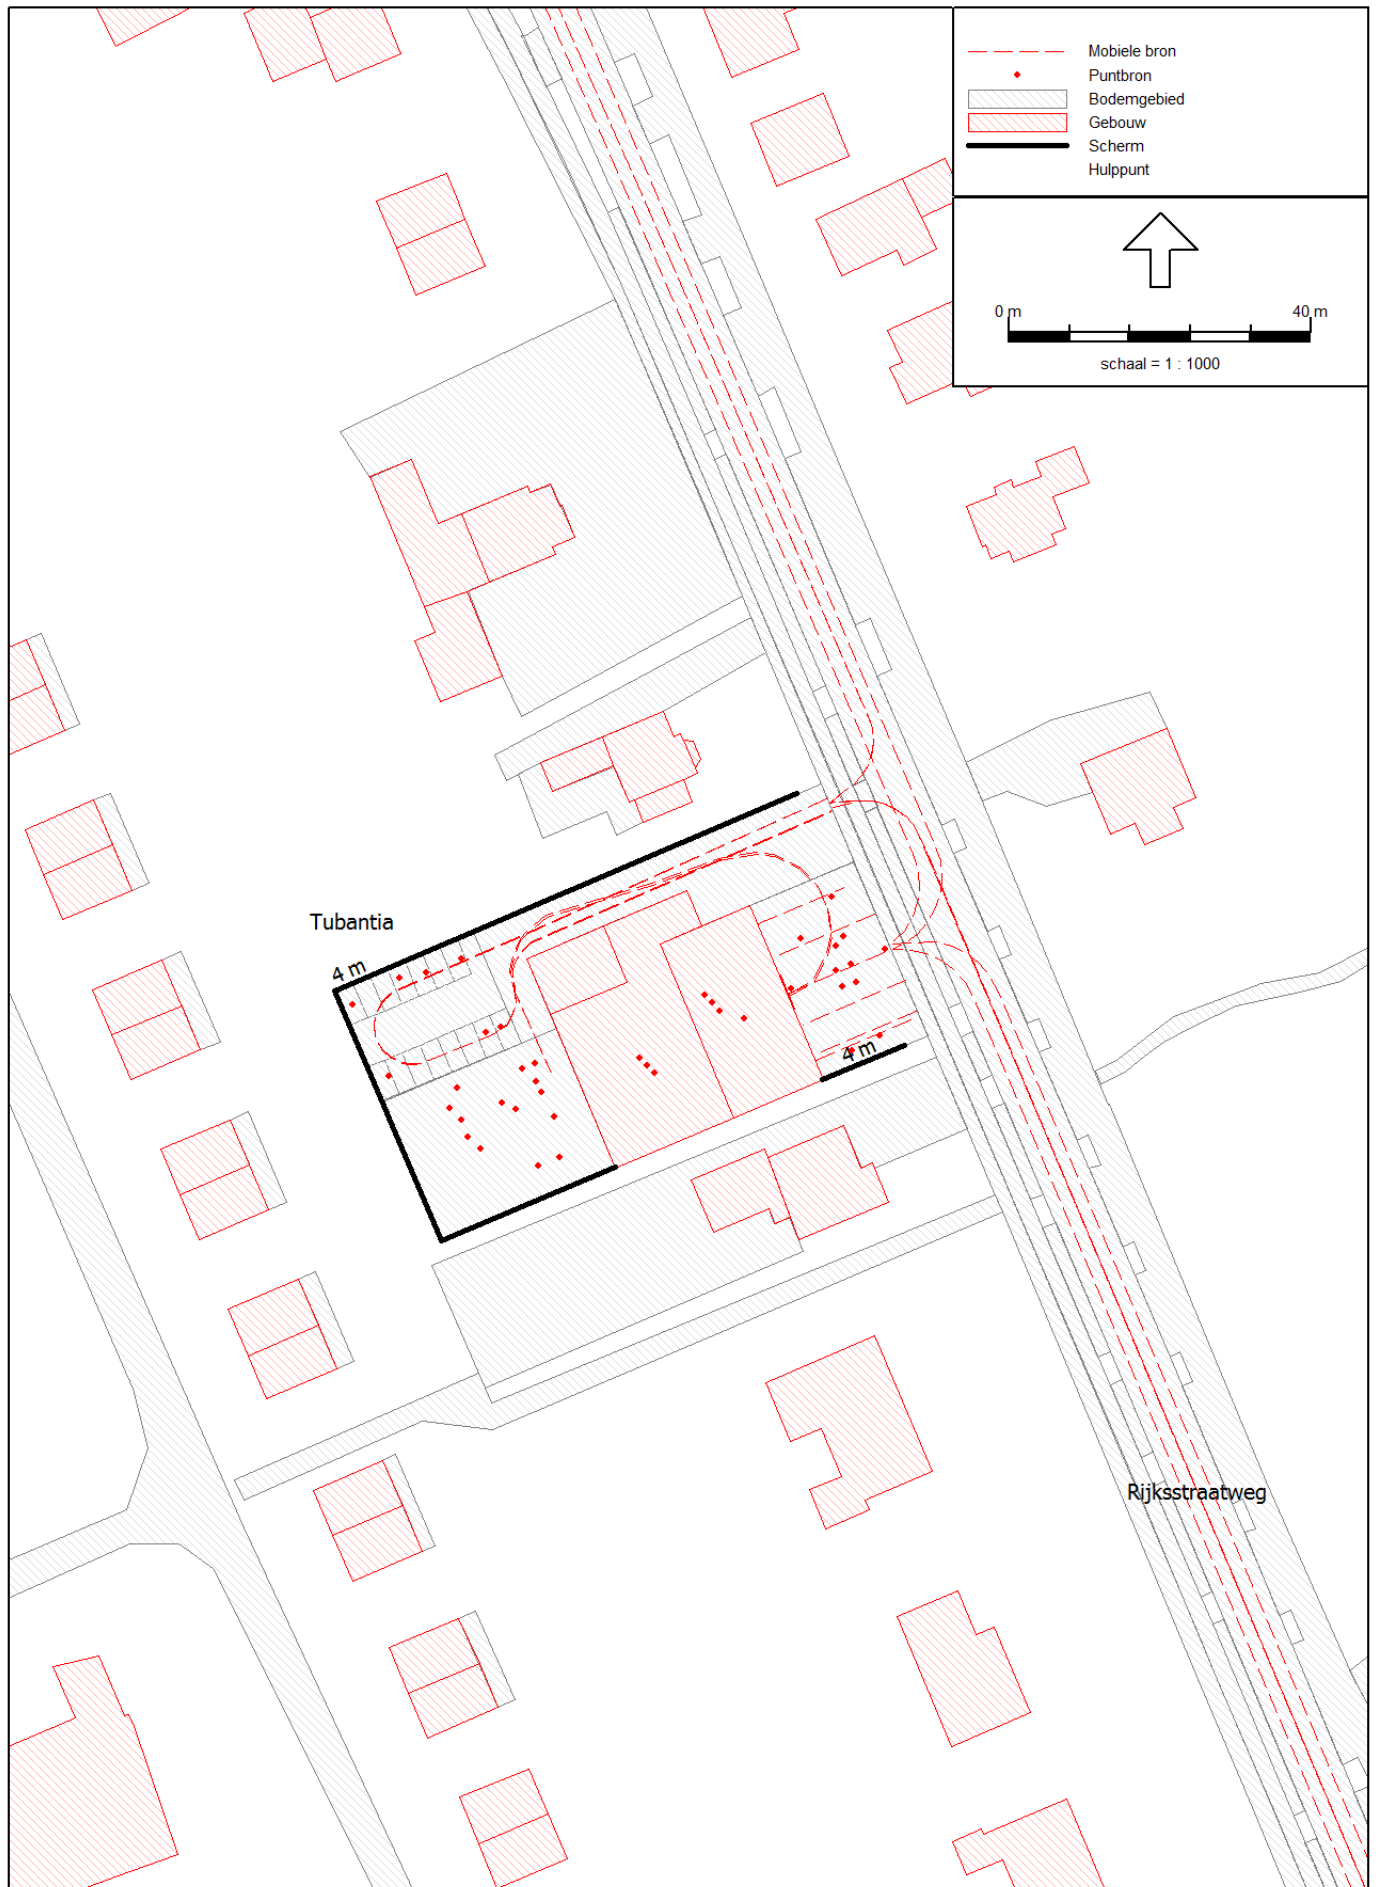 Mobiele bron
Puntbron
Bodemgebied
Gebouw
Scherm
Hulppunt
0 m
40 m
schaal = 1 : 1000
Tubantia
4 m
4 m
Rijksstraatweg